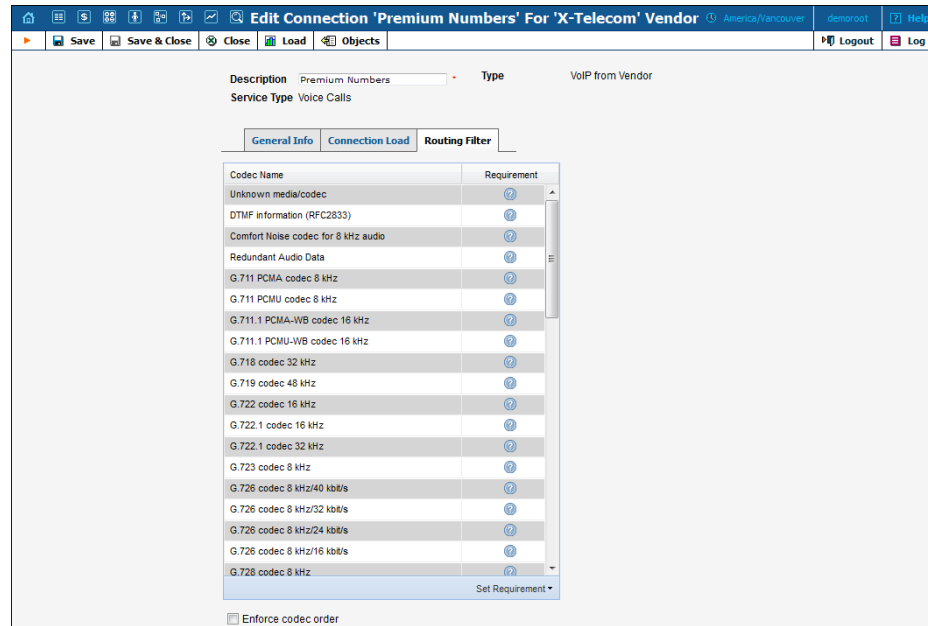 Edit Connection 'Premium Numbers' For 'X-Telecom' Vendor America/Vancouver demoroot Help
Save Save & Close Close Load Objects Logout Log
Description Premium Numbers * Type VoIP from Vendor
Service Type Voice Calls
General Info Connection Load Routing Filter
Codec Name Requirement
Unknown media/codec
DTMF information (RFC2833)
Comfort Noise codec for 8 kHz audio
Redundant Audio Data
G.711 PCMA codec 8 kHz
G.711 PCMU codec 8 kHz
G.711.1 PCMA-WB codec 16 kHz
G.711.1 PCMU-WB codec 16 kHz
G.718 codec 32 kHz
G.719 codec 48 kHz
G.722 codec 16 kHz
G.722.1 codec 16 kHz
G.722.1 codec 32 kHz
G.723 codec 8 kHz
G.726 codec 8 kHz/40 kbit/s
G.726 codec 8 kHz/32 kbit/s
G.726 codec 8 kHz/24 kbit/s
G.726 codec 8 kHz/16 kbit/s
G.728 codec 8 kHz
Set Requirement
Enforce codec order